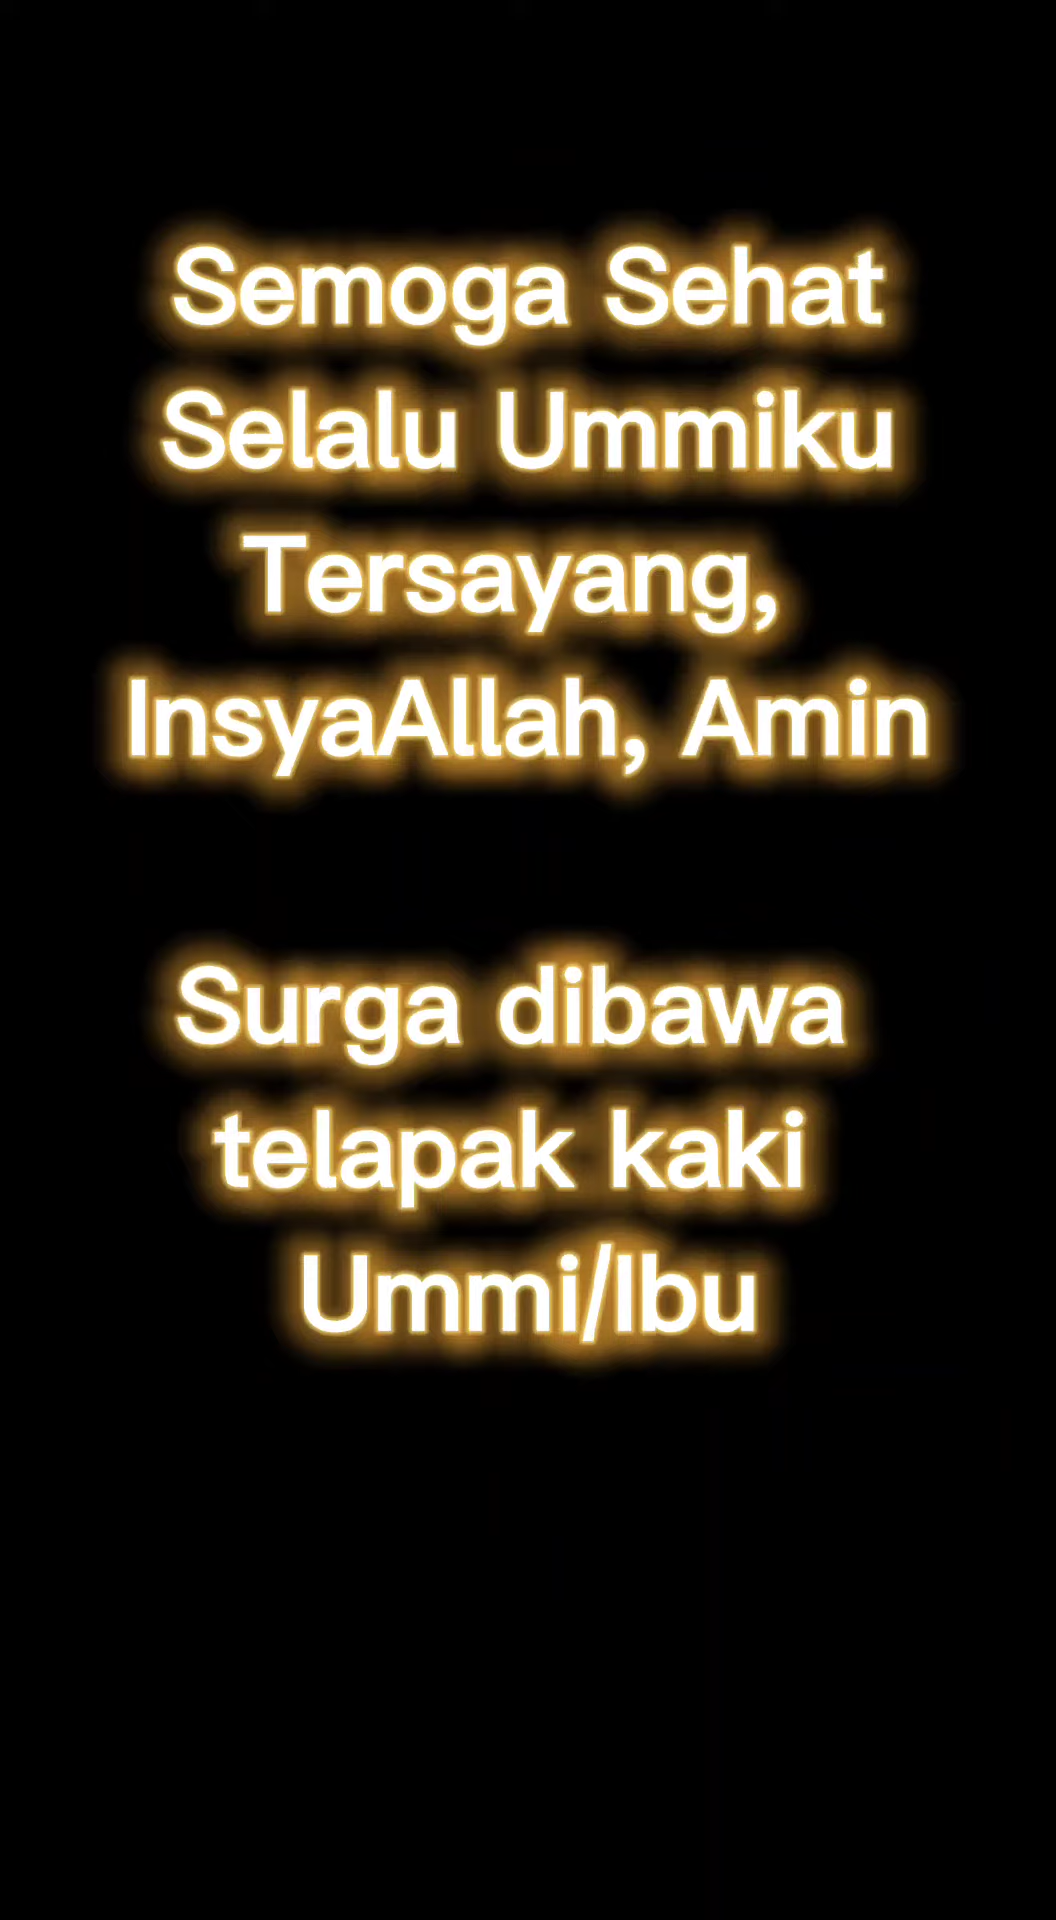 Semoga Sehat
Selalu Ummiku
Tersayang,
InsyaAllah, Amin
Surga dibawa
telapak kaki
Ummi/Ibu